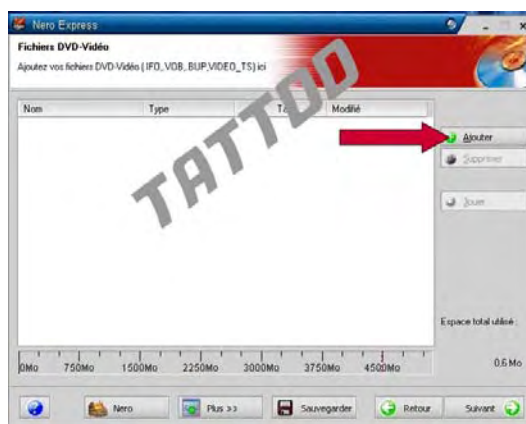 Nero Express
Fichiers DVD-Vidéo
Ajoutez vos fichiers DVD-Vidéo (IFO,,VOB, BUP,VIDEO_TS) ici
Nom Type Modifié
Ajouter
Supprimer
Jouer
TATTOO
Espace total utilisé :
0Mo 750Mo 1500Mo 2250Mo 3000Mo 3750Mo 4500Mo 0,6 Mo
Nero Plus >> Sauvegarder Retour Suivant